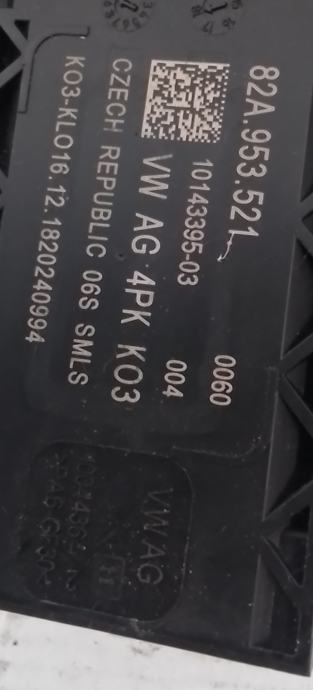 82A.953.521
0060
10143395-03
004
VW AG 4PK KO3
CZECH REPUBLIC 06S SMLS
KO3-KLO16.12.1820240994
VW AG